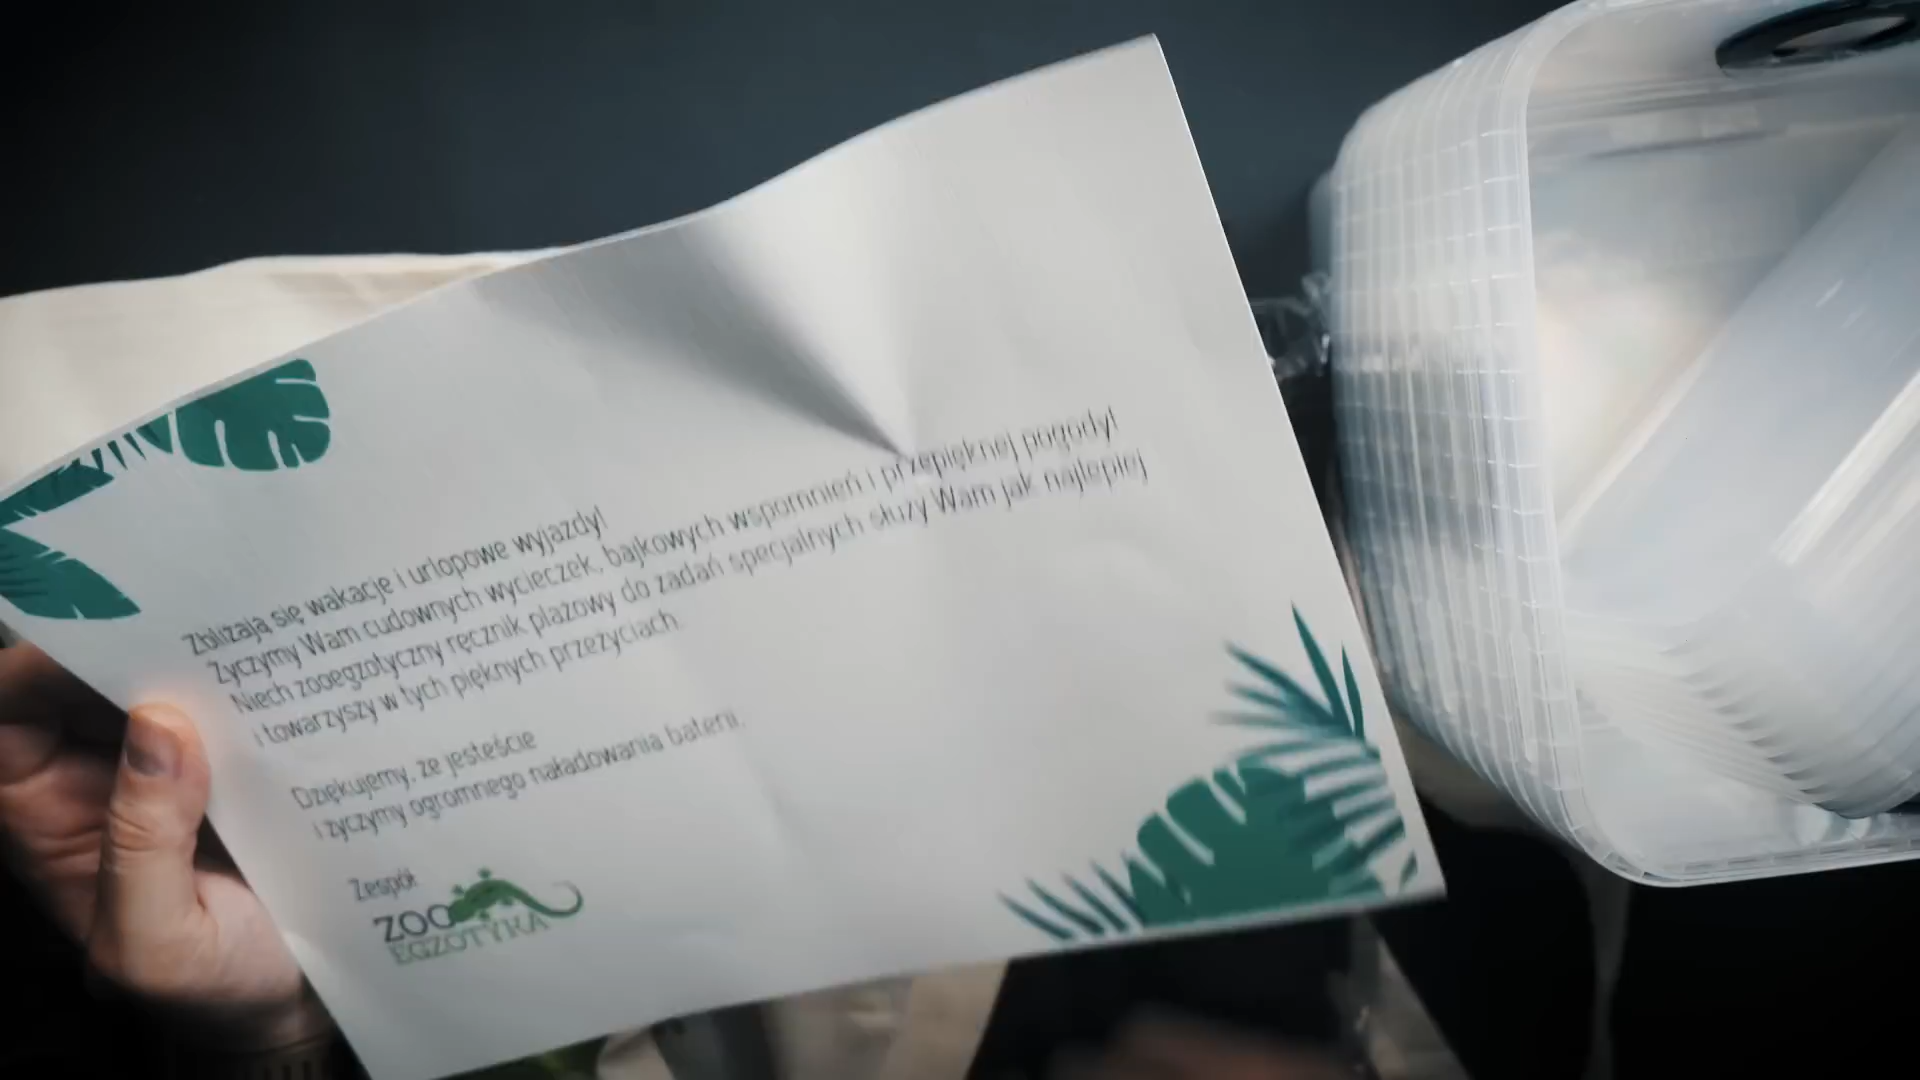 Zbliżają się wakacje i urlopowe wyjazdy!
Życzymy Wam cudownych wycieczek, bajkowych wspomnień i przepięknej pogody!
Niech zooegzotyczny ręcznik plażowy do zadań specjalnych służy Wam jak najlepiej
i towarzyszy w tych pięknych przeżyciach.
Dziękujemy, że jesteście
i życzymy ogromnego naładowania baterii,
Zespół
ZOO
EGZOTYKA